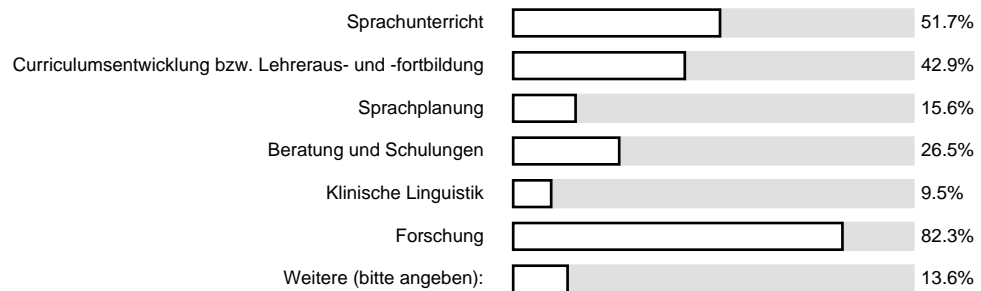 Sprachunterricht 51.7%
Curriculumsentwicklung bzw. Lehreraus- und -fortbildung 42.9%
Sprachplanung 15.6%
Beratung und Schulungen 26.5%
Klinische Linguistik 9.5%
Forschung 82.3%
Weitere (bitte angeben): 13.6%